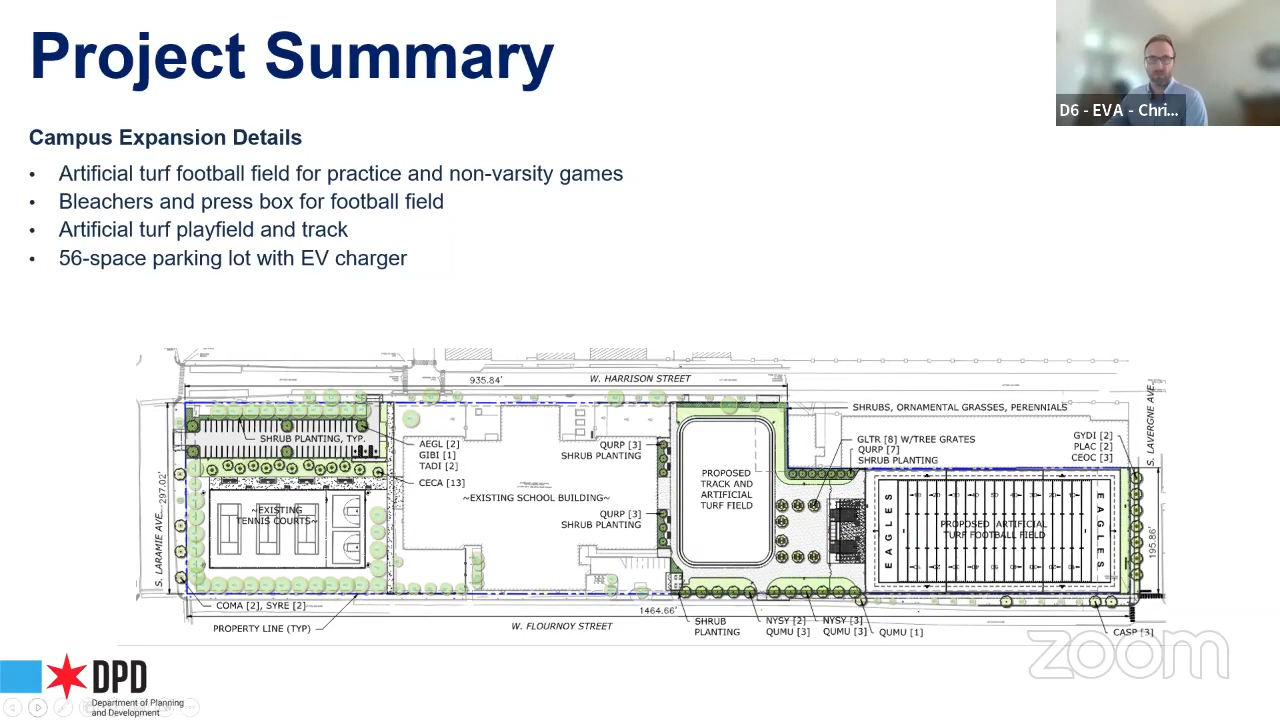 Project Summary
D6 - EVA - Chri...
Campus Expansion Details
• Artificial turf football field for practice and non-varsity games
• Bleachers and press box for football field
• Artificial turf playfield and track
• 56-space parking lot with EV charger
935.84'
W. HARRISON STREET
S. LAVERGNE AVE.
SHRUBS, ORNAMENTAL GRASSES, PERENNIALS
SHRUB PLANTING, TYP.
AEGL [2]
GIBI [1]
TADI [2]
CECA [13]
QURP [3]
SHRUB PLANTING
GLTR [8] W/TREE GRATES
QURP [7]
SHRUB PLANTING
GYDI [2]
PLAC [2]
CEOC [3]
S. LARAMIE AVE.
297.02'
~EXISTING
TENNIS COURTS~
~EXISTING SCHOOL BUILDING~
QURP [3]
SHRUB PLANTING
PROPOSED
TRACK AND
ARTIFICIAL
TURF FIELD
EAGLES
PROPOSED ARTIFICIAL
TURF FOOTBALL FIELD
EAGLES
195.86'
COMA [2], SYRE [2]
PROPERTY LINE (TYP)
1464.66'
W. FLOURNOY STREET
SHRUB
PLANTING
NYSY [2]
QUMU [3]
NYSY [3]
QUMU [3]
QUMU [1]
CASP [3]
zoom
DPD
Department of Planning
and Development